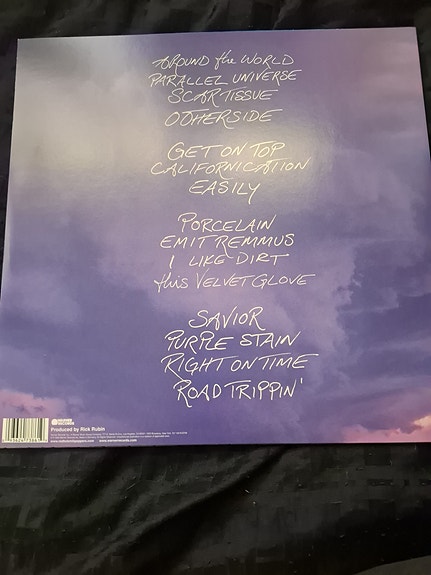 AROUND the WORLD
PARALLEL UNIVERSE
SCAR TISSUE
OTHERSIDE
GET ON TOP
CALIFORNICATION
EASILY
PORCELAIN
EMIT REMMUS
I LIKE DIRT
this VELVET GLOVE
SAVIOR
PURPLE STAIN
RIGHT ON TIME
ROAD TRIPPIN'
Produced by Rick Rubin